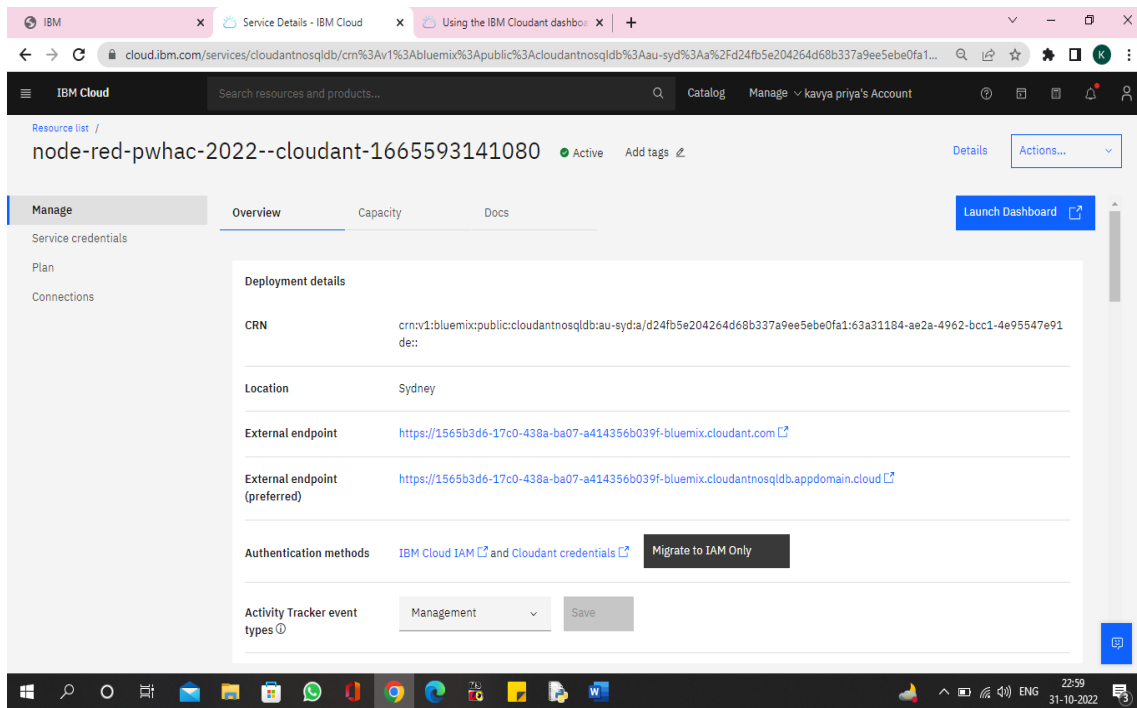 IBM
Service Details - IBM Cloud
Using the IBM Cloudant dashboa
cloud.ibm.com/services/cloudantnosqldb/crn%3Av1%3Abluemix%3Apublic%3Acloudantnosqldb%3Aau-syd%3Aa%2Fd24fb5e204264d68b337a9ee5ebe0fa1...
K
IBM Cloud
Search resources and products...
Catalog
Manage
kavya priya's Account
Resource list /
node-red-pwhac-2022--cloudant-1665593141080
Active
Add tags
Details
Actions...
Manage
Service credentials
Plan
Connections
Overview
Capacity
Docs
Launch Dashboard
Deployment details
CRN
crn:v1:bluemix:public:cloudantnosqldb:au-syd:a/d24fb5e204264d68b337a9ee5ebe0fa1:63a31184-ae2a-4962-bcc1-4e95547e91
de::
Location
Sydney
External endpoint
https://1565b3d6-17c0-438a-ba07-a414356b039f-bluemix.cloudant.com
External endpoint
(preferred)
https://1565b3d6-17c0-438a-ba07-a414356b039f-bluemix.cloudantnosqldb.appdomain.cloud
Authentication methods
IBM Cloud IAM and Cloudant credentials
Migrate to IAM Only
Activity Tracker event
types
Management
Save
ENG
22:59
31-10-2022
3